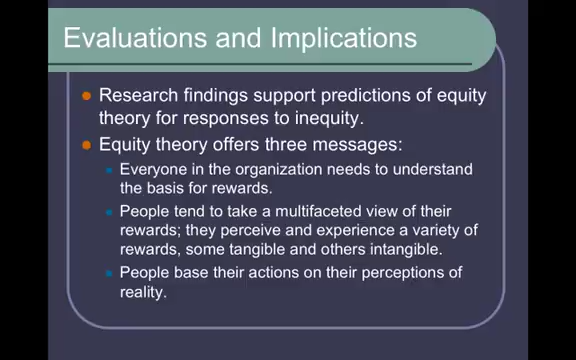 Evaluations and Implications
Research findings support predictions of equity
theory for responses to inequity.
Equity theory offers three messages:
Everyone in the organization needs to understand
the basis for rewards.
People tend to take a multifaceted view of their
rewards; they perceive and experience a variety of
rewards, some tangible and others intangible.
People base their actions on their perceptions of
reality.